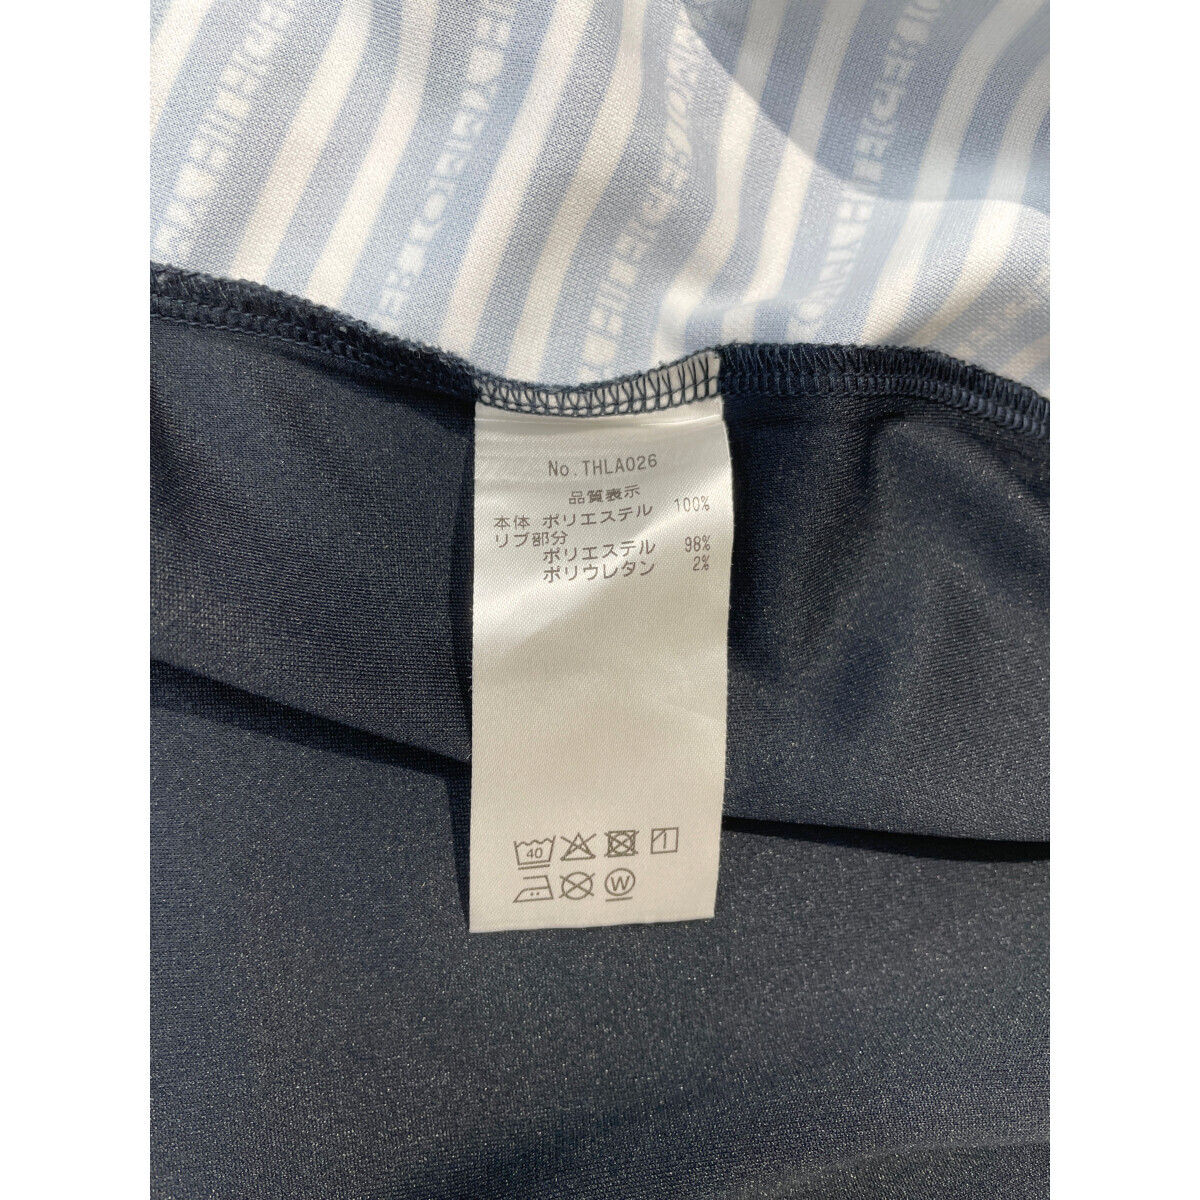 No.THLA026
品質表示
本体 ポリエステル 100%
リブ部分
ポリエステル 98%
ポリウレタン 2%
40
W